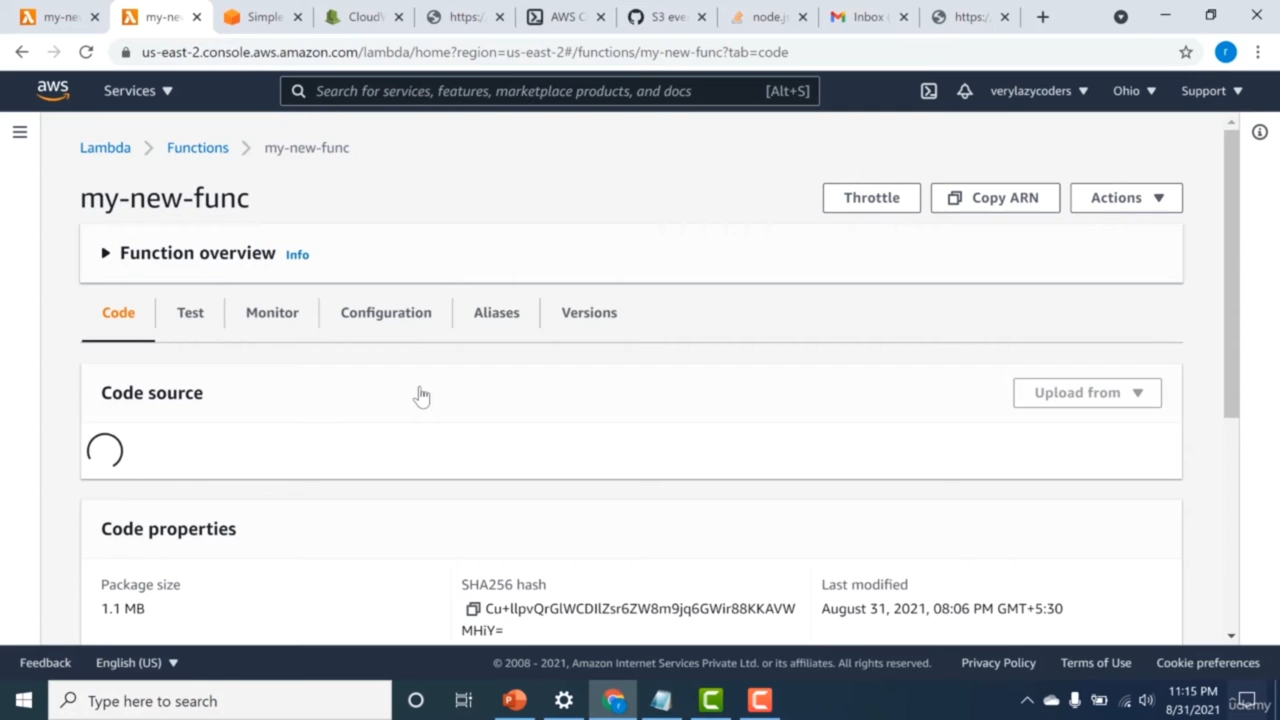 my-nev
my-nev
Simple
CloudV
https:/
AWS C
S3 eve
node.js
Inbox (
https:/
us-east-2.console.aws.amazon.com/lambda/home?region=us-east-2#/functions/my-new-func?tab=code
r
aws
Services
Search for services, features, marketplace products, and docs
[Alt+S]
verylazycoders
Ohio
Support
Lambda
Functions
my-new-func
my-new-func
Throttle
Copy ARN
Actions
Function overview
Info
Code
Test
Monitor
Configuration
Aliases
Versions
Code source
Upload from
Code properties
Package size
1.1 MB
SHA256 hash
Cu+llpvQrGlWCDIlZsr6ZW8m9jq6GWir88KKAVW
MHiY=
Last modified
August 31, 2021, 08:06 PM GMT+5:30
Feedback
English (US)
© 2008 - 2021, Amazon Internet Services Private Ltd. or its affiliates. All rights reserved.
Privacy Policy
Terms of Use
Cookie preferences
Type here to search
11:15 PM
8/31/2021
udemy